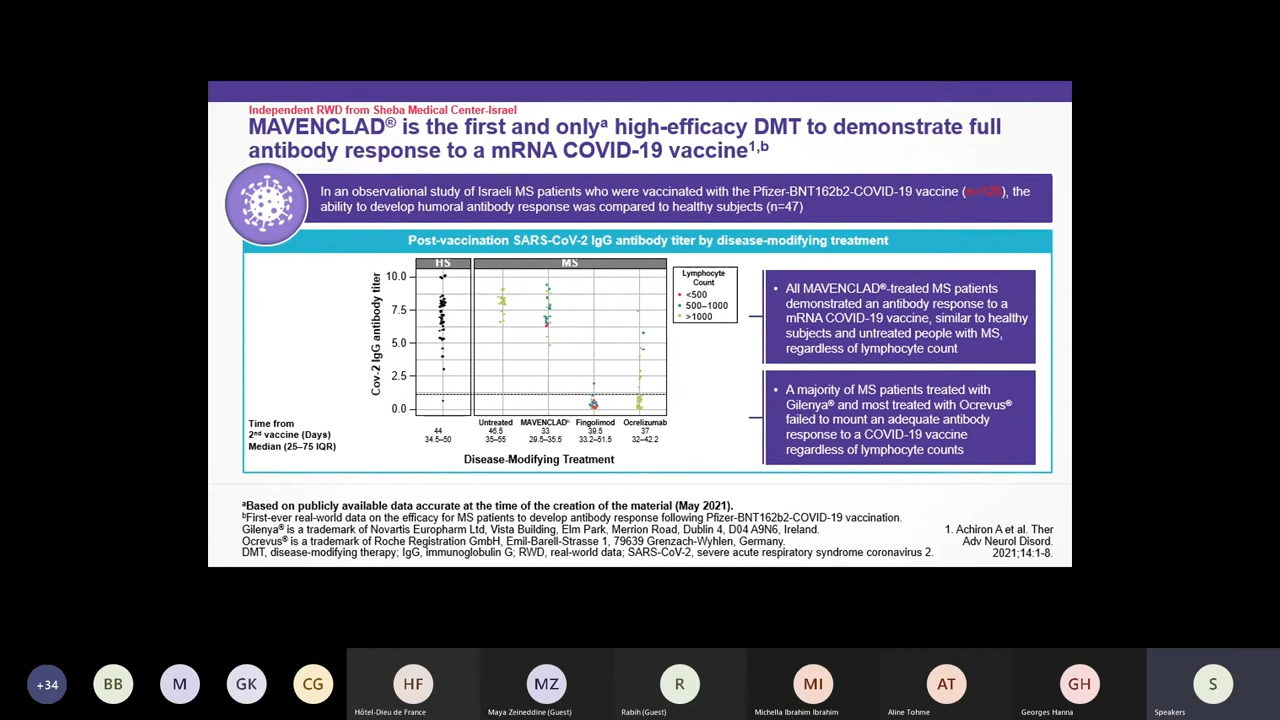 Independent RWD from Sheba Medical Center-Israel
MAVENCLAD® is the first and onlyᵃ high-efficacy DMT to demonstrate full
antibody response to a mRNA COVID-19 vaccine¹,ᵇ
In an observational study of Israeli MS patients who were vaccinated with the Pfizer-BNT162b2-COVID-19 vaccine (), the
ability to develop humoral antibody response was compared to healthy subjects (n=47)
Post-vaccination SARS-CoV-2 IgG antibody titer by disease-modifying treatment
HS
MS
Cov-2 IgG antibody titer
10.0
7.5
5.0
2.5
0.0
Lymphocyte
Count
<500
500–1000
>1000
Untreated MAVENCLAD® Fingolimod Ocrelizumab
Time from
2ⁿᵈ vaccine (Days)
Median (25–75 IQR)
44 46.5 33 39.5 37
34.5–50 35–55 29.5–35.5 33.2–51.5 32–42.2
Disease-Modifying Treatment
• All MAVENCLAD®-treated MS patients
demonstrated an antibody response to a
mRNA COVID-19 vaccine, similar to healthy
subjects and untreated people with MS,
regardless of lymphocyte count
• A majority of MS patients treated with
Gilenya® and most treated with Ocrevus®
failed to mount an adequate antibody
response to a COVID-19 vaccine
regardless of lymphocyte counts
ᵃBased on publicly available data accurate at the time of the creation of the material (May 2021).
ᵇFirst-ever real-world data on the efficacy for MS patients to develop antibody response following Pfizer-BNT162b2-COVID-19 vaccination.
Gilenya® is a trademark of Novartis Europharm Ltd, Vista Building, Elm Park, Merrion Road, Dublin 4, D04 A9N6, Ireland.
Ocrevus® is a trademark of Roche Registration GmbH, Emil-Barell-Strasse 1, 79639 Grenzach-Wyhlen, Germany.
DMT, disease-modifying therapy; IgG, immunoglobulin G; RWD, real-world data; SARS-CoV-2, severe acute respiratory syndrome coronavirus 2.
1. Achiron A et al. Ther
Adv Neurol Disord.
2021;14:1-8.
+34
BB
M
GK
CG
HF
Hôtel-Dieu de France
MZ
Maya Zeineddine (Guest)
R
Rabih (Guest)
MI
Michella Ibrahim Ibrahim
AT
Aline Tohme
GH
Georges Hanna
S
Speakers